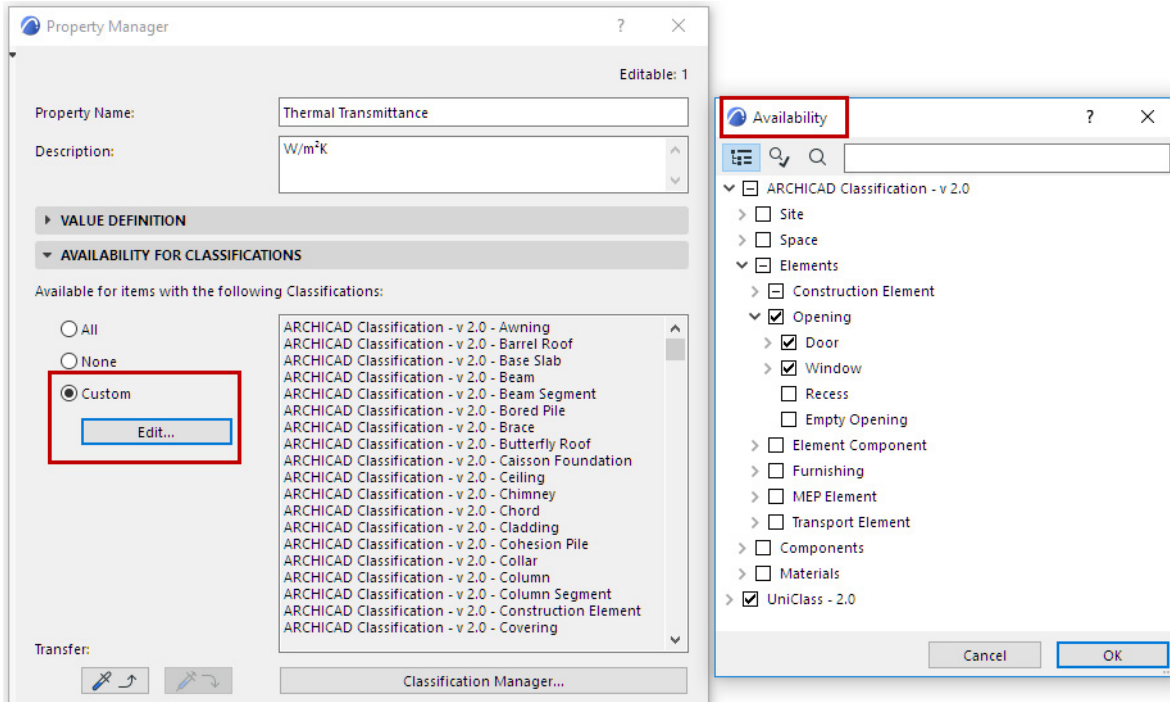 Property Manager
?
Editable: 1
Property Name:
Thermal Transmittance
Description:
W/m²K
VALUE DEFINITION
AVAILABILITY FOR CLASSIFICATIONS
Available for items with the following Classifications:
All
None
Custom
Edit...
ARCHICAD Classification - v 2.0 - Awning
ARCHICAD Classification - v 2.0 - Barrel Roof
ARCHICAD Classification - v 2.0 - Base Slab
ARCHICAD Classification - v 2.0 - Beam
ARCHICAD Classification - v 2.0 - Beam Segment
ARCHICAD Classification - v 2.0 - Bored Pile
ARCHICAD Classification - v 2.0 - Brace
ARCHICAD Classification - v 2.0 - Butterfly Roof
ARCHICAD Classification - v 2.0 - Caisson Foundation
ARCHICAD Classification - v 2.0 - Ceiling
ARCHICAD Classification - v 2.0 - Chimney
ARCHICAD Classification - v 2.0 - Chord
ARCHICAD Classification - v 2.0 - Cladding
ARCHICAD Classification - v 2.0 - Cohesion Pile
ARCHICAD Classification - v 2.0 - Collar
ARCHICAD Classification - v 2.0 - Column
ARCHICAD Classification - v 2.0 - Column Segment
ARCHICAD Classification - v 2.0 - Construction Element
ARCHICAD Classification - v 2.0 - Covering
Transfer:
Classification Manager...
Availability
?
ARCHICAD Classification - v 2.0
Site
Space
Elements
Construction Element
Opening
Door
Window
Recess
Empty Opening
Element Component
Furnishing
MEP Element
Transport Element
Components
Materials
UniClass - 2.0
Cancel
OK